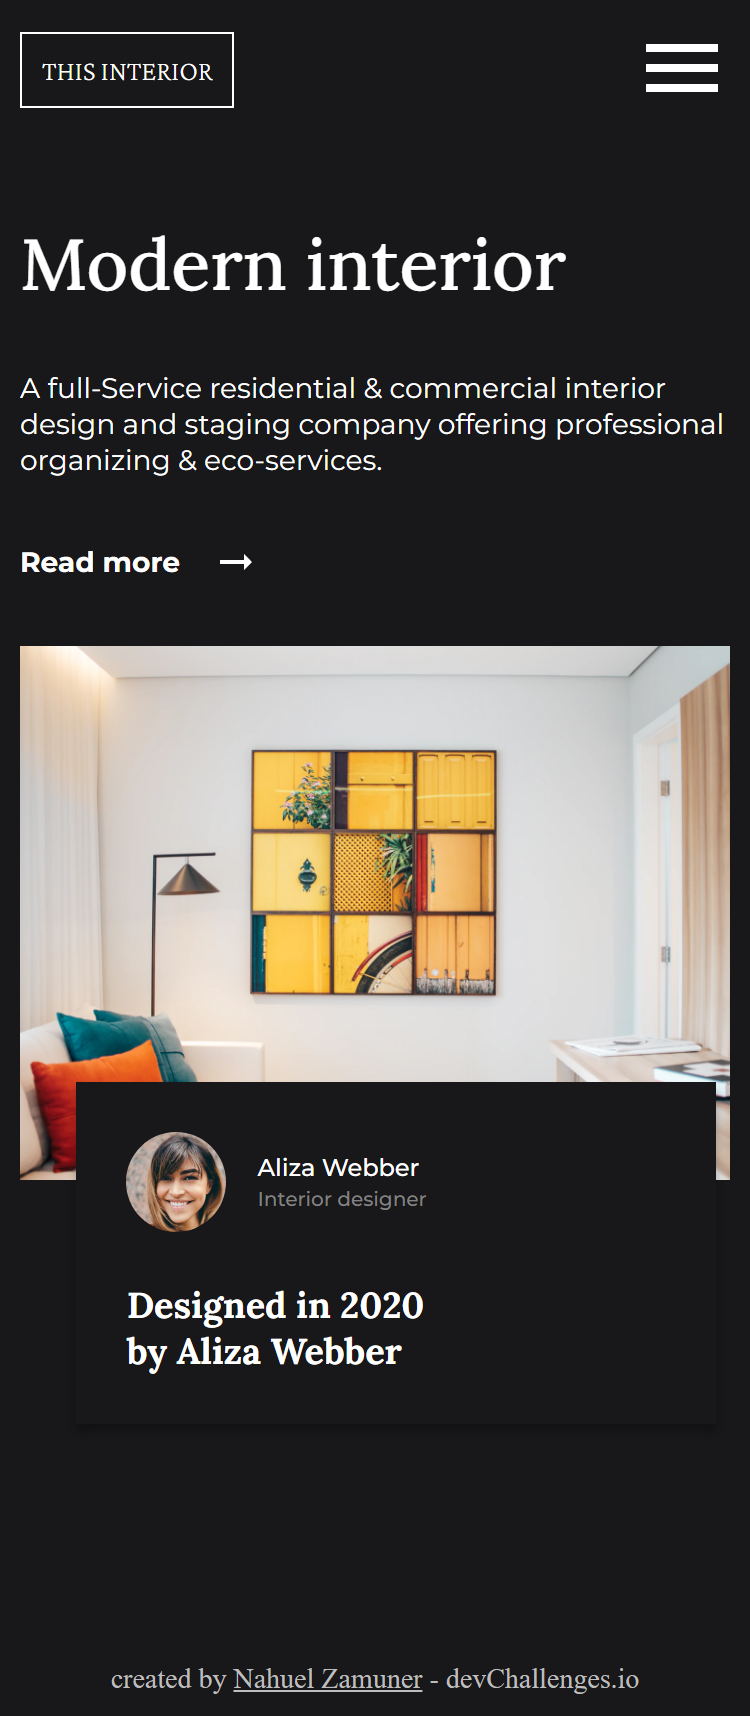 THIS INTERIOR
Modern interior
A full-Service residential & commercial interior
design and staging company offering professional
organizing & eco-services.
Read more
Aliza Webber
Interior designer
Designed in 2020
by Aliza Webber
created by Nahuel Zamuner - devChallenges.io